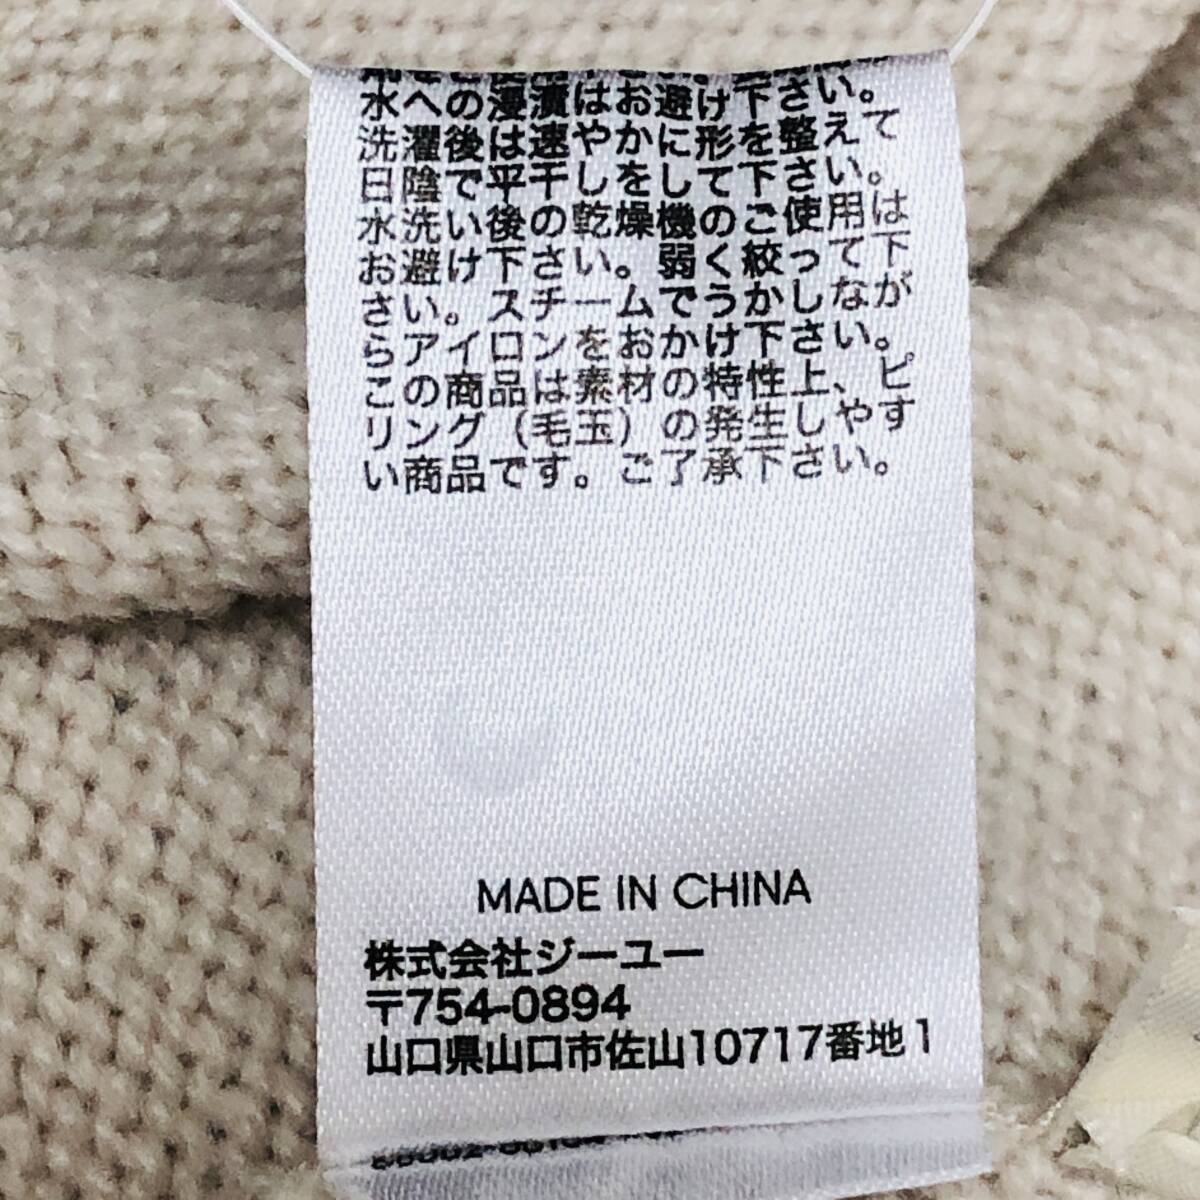 水への浸漬はお避け下さい。
洗濯後は速やかに形を整えて
日陰で平干しをして下さい。
水洗い後の乾燥機のご使用は
お避け下さい。弱く絞って下
さい。スチームでうかしなが
らアイロンをおかけ下さい。
この商品は素材の特性上、ピ
リング（毛玉）の発生しやす
い商品です。ご了承下さい。
MADE IN CHINA
株式会社ジーユー
〒754-0894
山口県山口市佐山10717番地1